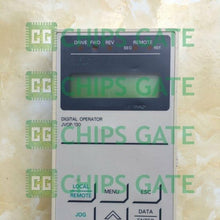 CHIPS GATE
DRIVE FWD REV REMOTE
SEQ REF
DIGITAL OPERATOR
JVOP-130
CHIPS GATE
LOCAL
REMOTE
MENU
ESC
JOG
DATA
CHIPS GATE